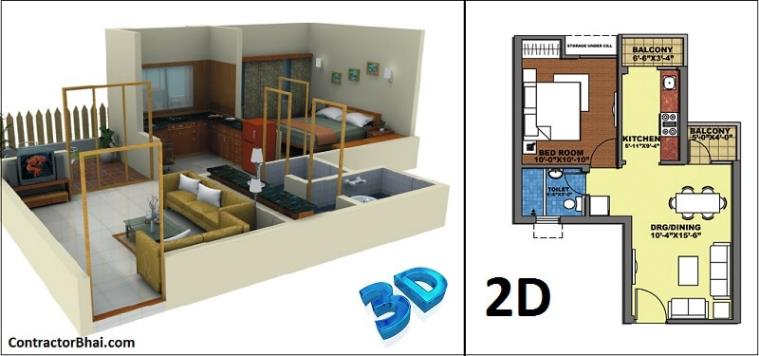 3D
ContractorBhai.com
STORAGE UNDER CILL
BALCONY
6'-6"X3'-4"
BED ROOM
10'-0"X10'-10"
KITCHEN
5'-11"X9'-4"
BALCONY
5'-0"X4'-0"
TOILET
DRG/DINING
10'-4"X15'-6"
2D